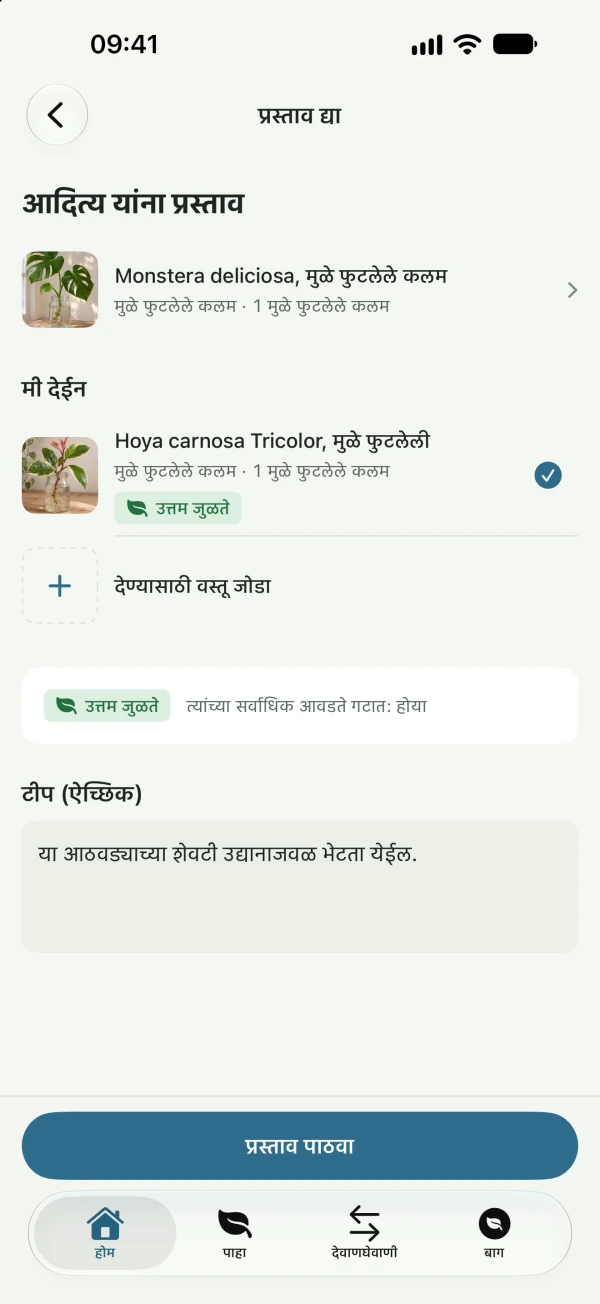 09:41
प्रस्ताव द्या
आदित्य यांना प्रस्ताव
Monstera deliciosa, मुळे फुटलेले कलम
मुळे फुटलेले कलम · 1 मुळे फुटलेले कलम
मी देईन
Hoya carnosa Tricolor, मुळे फुटलेली
मुळे फुटलेले कलम · 1 मुळे फुटलेले कलम
उत्तम जुळते
देण्यासाठी वस्तू जोडा
उत्तम जुळते त्यांच्या सर्वाधिक आवडते गटात: होया
टीप (ऐच्छिक)
या आठवड्याच्या शेवटी उद्यानाजवळ भेटता येईल.
प्रस्ताव पाठवा
होम पाहा देवाणघेवाणी बाग